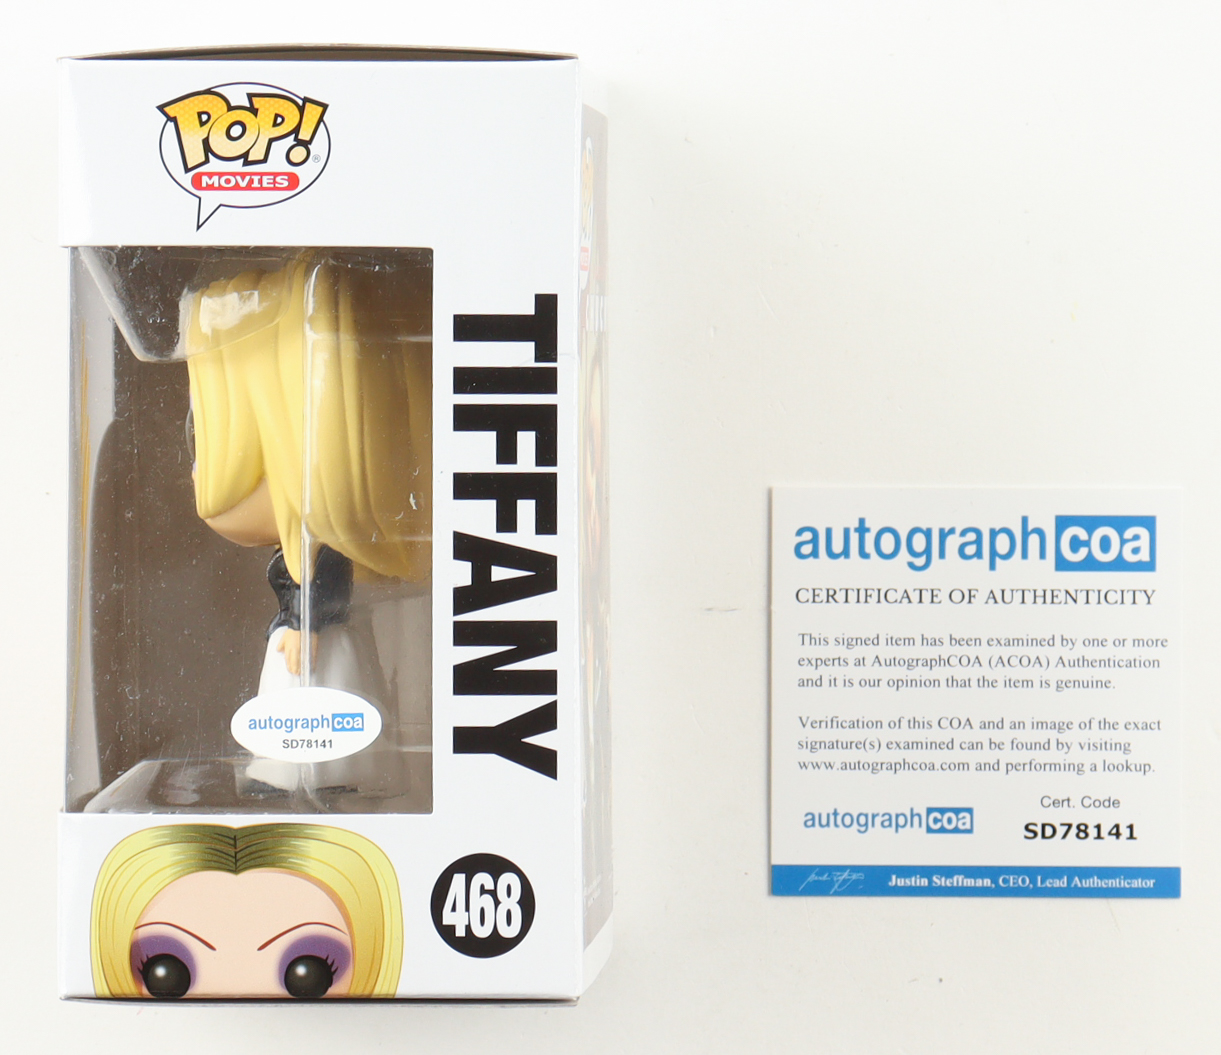 POP!
®
MOVIES
TIFFANY
autographcoa
SD78141
468
autographcoa
CERTIFICATE OF AUTHENTICITY
This signed item has been examined by one or more
experts at AutographCOA (ACOA) Authentication
and it is our opinion that the item is genuine.
Verification of this COA and an image of the exact
signature(s) examined can be found by visiting
www.autographcoa.com and performing a lookup.
autographcoa
Cert. Code
SD78141
Justin Steffman, CEO, Lead Authenticator